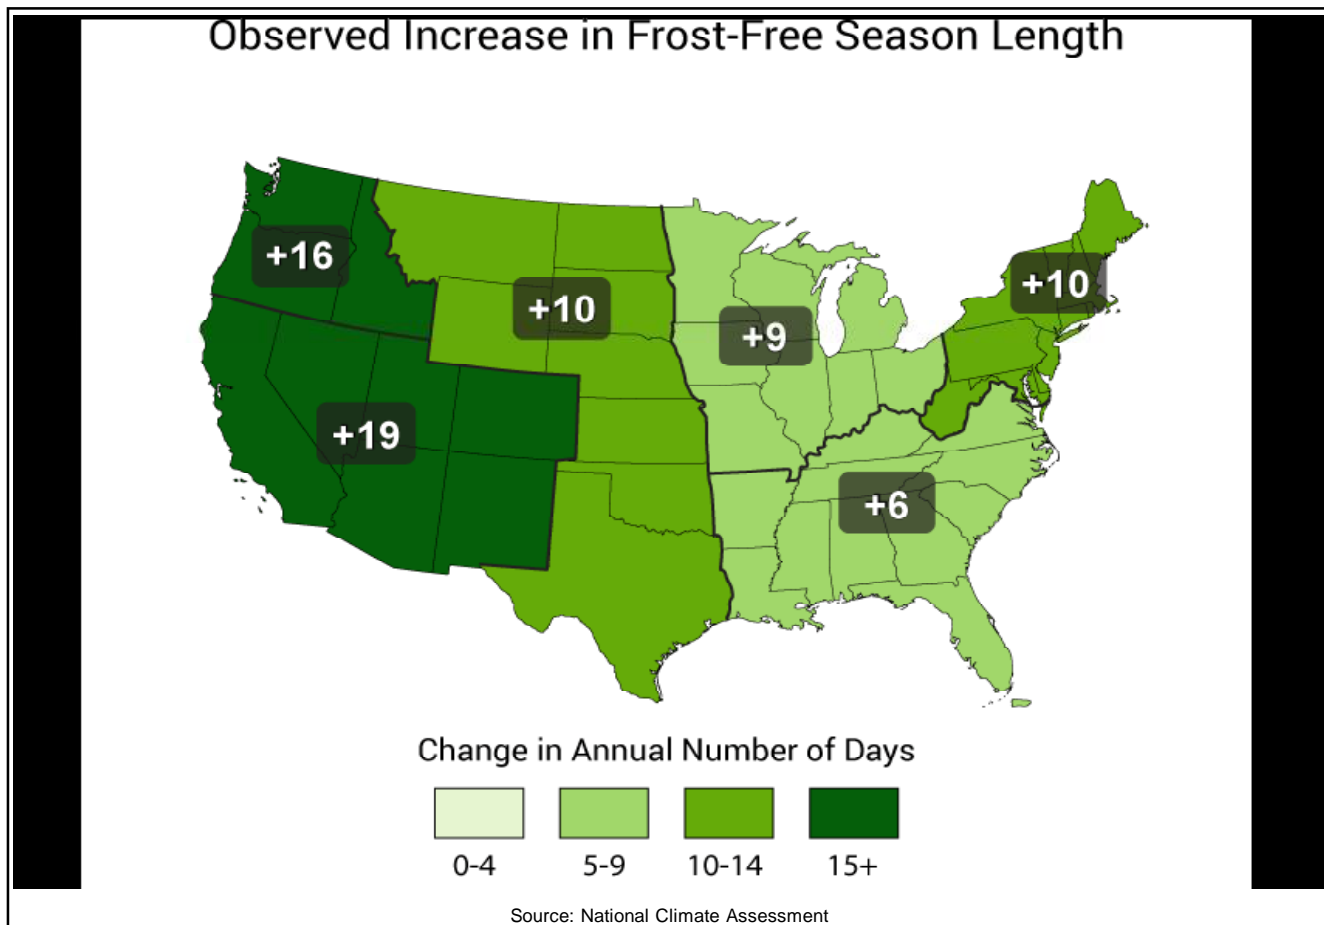 Observed Increase in Frost-Free Season Length
+16
+10
+10
+9
+19
+6
Change in Annual Number of Days
0-4 5-9 10-14 15+
Source: National Climate Assessment